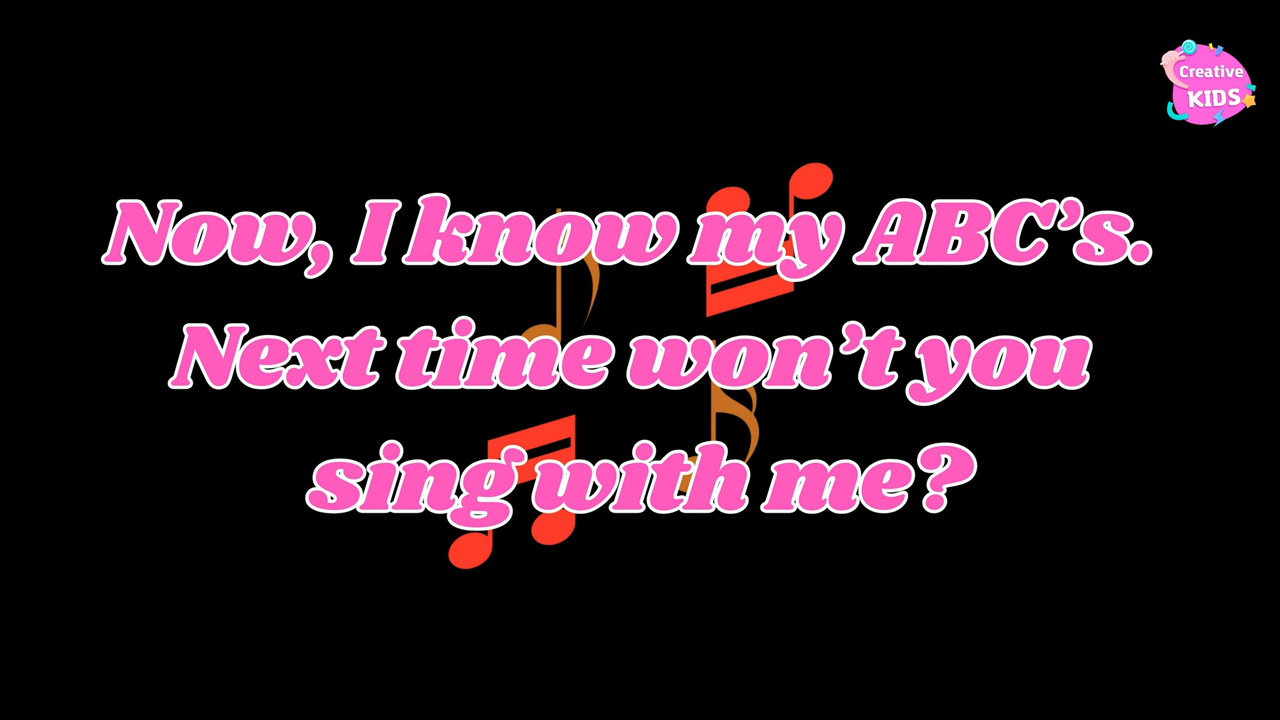 Creative
KIDS
Now, I know my ABC’s.
Next time won’t you
sing with me?